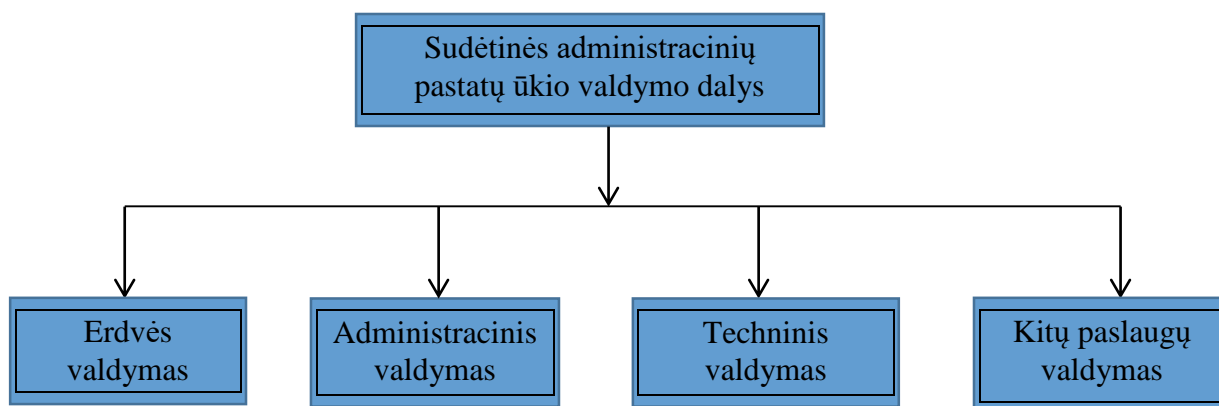 Sudėtinės administracinių
pastatų ūkio valdymo dalys
Erdvės
valdymas
Administracinis
valdymas
Techninis
valdymas
Kitų paslaugų
valdymas